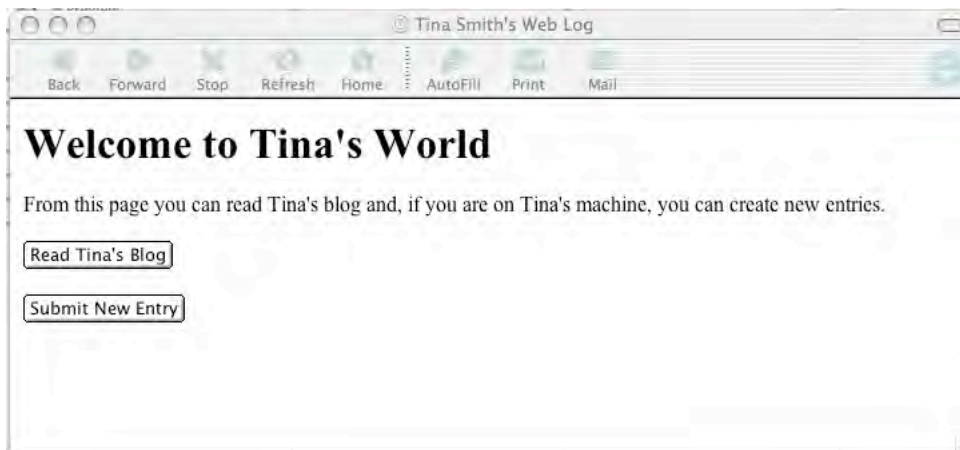 Tina Smith's Web Log
Back Forward Stop Refresh Home AutoFill Print Mail
Welcome to Tina's World
From this page you can read Tina's blog and, if you are on Tina's machine, you can create new entries.
Read Tina's Blog
Submit New Entry